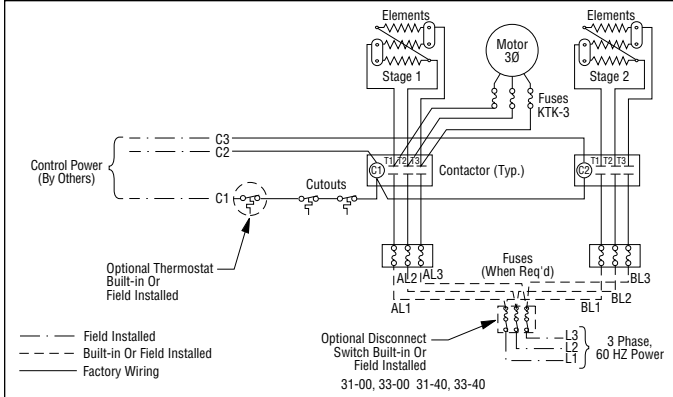 Elements
Elements
Motor
3Ø
Stage 1
Stage 2
Fuses
KTK-3
C3
C2
T1 T2 T3
T1 T2 T3
Control Power
(By Others)
C1
Contactor (Typ.)
C2
C1
Cutouts
Optional Thermostat
Built-in Or
Field Installed
AL2
AL3
Fuses
(When Req'd)
BL3
AL1
BL1
BL2
Optional Disconnect
Switch Built-in Or
Field Installed
L3
L2
L1
3 Phase,
60 HZ Power
Field Installed
Built-in Or Field Installed
Factory Wiring
31-00, 33-00 31-40, 33-40